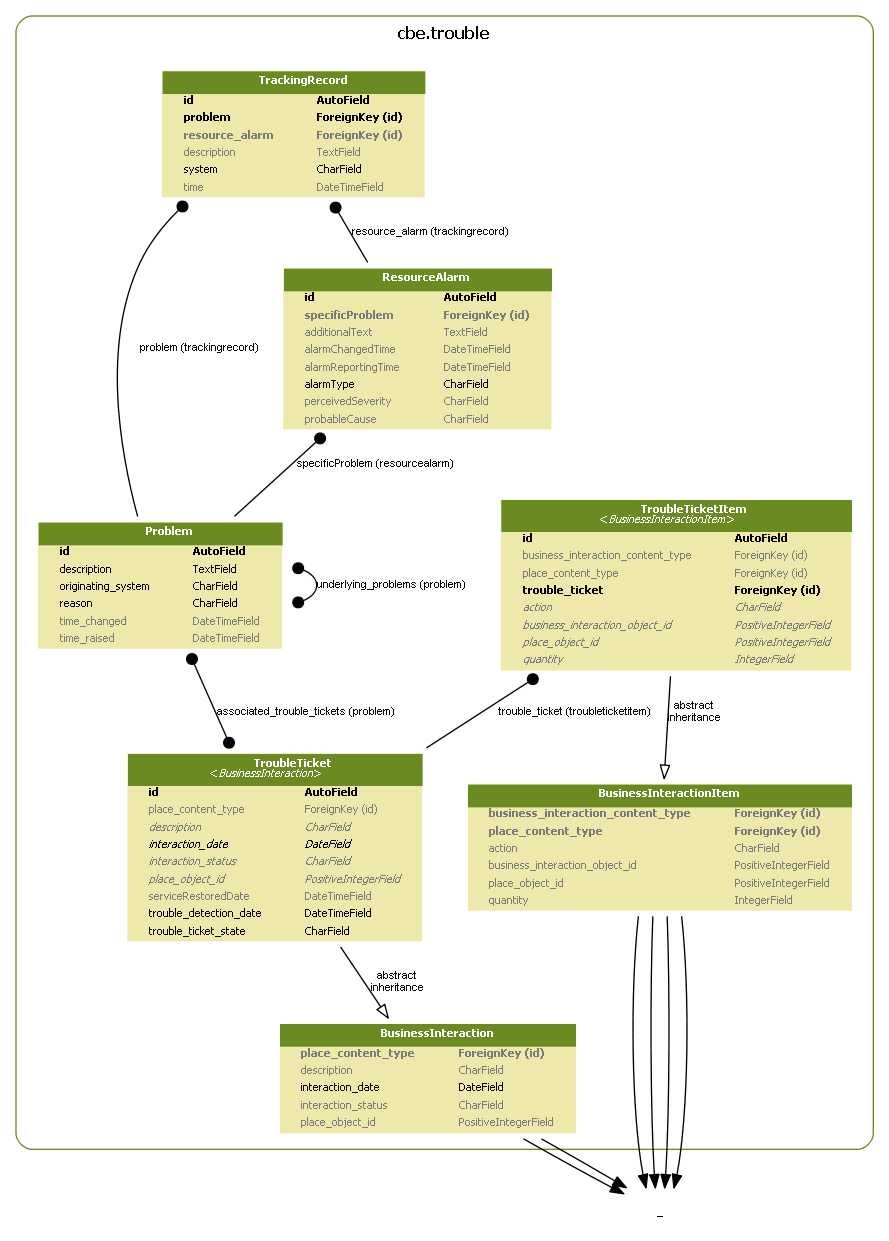 cbe.trouble
TrackingRecord
id AutoField
problem ForeignKey (id)
resource_alarm ForeignKey (id)
description TextField
system CharField
time DateTimeField
resource_alarm (trackingrecord)
ResourceAlarm
id AutoField
specificProblem ForeignKey (id)
additionalText TextField
alarmChangedTime DateTimeField
alarmReportingTime DateTimeField
alarmType CharField
perceivedSeverity CharField
probableCause CharField
problem (trackingrecord)
specificProblem (resourcealarm)
Problem
id AutoField
description TextField
originating_system CharField
reason CharField
time_changed DateTimeField
time_raised DateTimeField
underlying_problems (problem)
TroubleTicketItem
<BusinessInteractionItem>
id AutoField
business_interaction_content_type ForeignKey (id)
place_content_type ForeignKey (id)
trouble_ticket ForeignKey (id)
action CharField
business_interaction_object_id PositiveIntegerField
place_object_id PositiveIntegerField
quantity IntegerField
associated_trouble_tickets (problem)
trouble_ticket (troubleticketitem)
abstract
inheritance
TroubleTicket
<BusinessInteraction>
id AutoField
place_content_type ForeignKey (id)
description CharField
interaction_date DateField
interaction_status CharField
place_object_id PositiveIntegerField
serviceRestoredDate DateTimeField
trouble_detection_date DateTimeField
trouble_ticket_state CharField
BusinessInteractionItem
business_interaction_content_type ForeignKey (id)
place_content_type ForeignKey (id)
action CharField
business_interaction_object_id PositiveIntegerField
place_object_id PositiveIntegerField
quantity IntegerField
abstract
inheritance
BusinessInteraction
place_content_type ForeignKey (id)
description CharField
interaction_date DateField
interaction_status CharField
place_object_id PositiveIntegerField
_